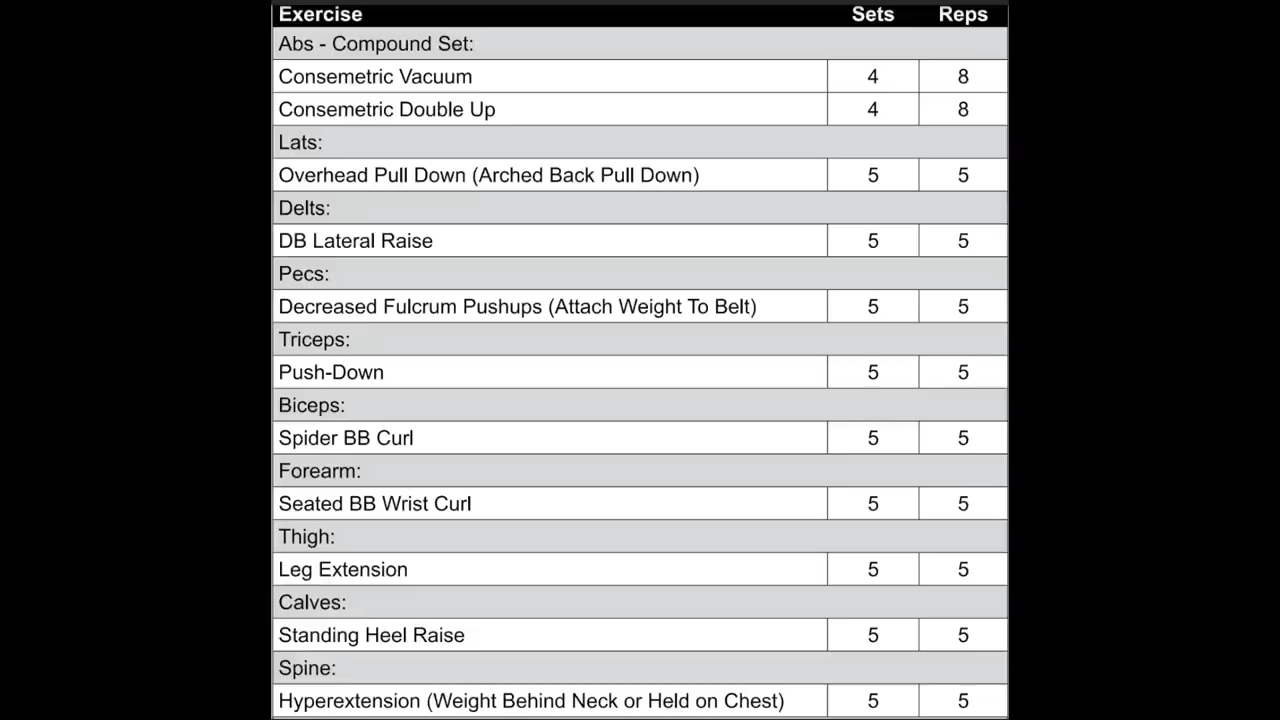 Exercise Sets Reps
Abs - Compound Set:
Consemetric Vacuum 4 8
Consemetric Double Up 4 8
Lats:
Overhead Pull Down (Arched Back Pull Down) 5 5
Delts:
DB Lateral Raise 5 5
Pecs:
Decreased Fulcrum Pushups (Attach Weight To Belt) 5 5
Triceps:
Push-Down 5 5
Biceps:
Spider BB Curl 5 5
Forearm:
Seated BB Wrist Curl 5 5
Thigh:
Leg Extension 5 5
Calves:
Standing Heel Raise 5 5
Spine:
Hyperextension (Weight Behind Neck or Held on Chest) 5 5